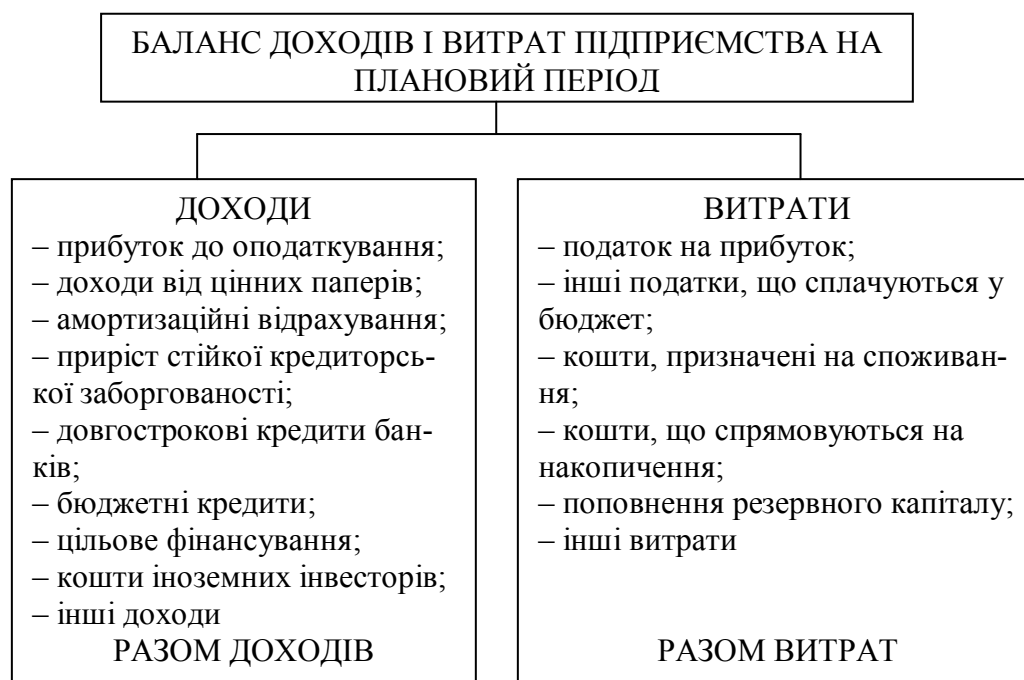 БАЛАНС ДОХОДІВ І ВИТРАТ ПІДПРИЄМСТВА НА
ПЛАНОВИЙ ПЕРІОД
ДОХОДИ
– прибуток до оподаткування;
– доходи від цінних паперів;
– амортизаційні відрахування;
– приріст стійкої кредиторсь-
кої заборгованості;
– довгострокові кредити бан-
ків;
– бюджетні кредити;
– цільове фінансування;
– кошти іноземних інвесторів;
– інші доходи
РАЗОМ ДОХОДІВ
ВИТРАТИ
– податок на прибуток;
– інші податки, що сплачуються у
бюджет;
– кошти, призначені на споживан-
ня;
– кошти, що спрямовуються на
накопичення;
– поповнення резервного капіталу;
– інші витрати
РАЗОМ ВИТРАТ